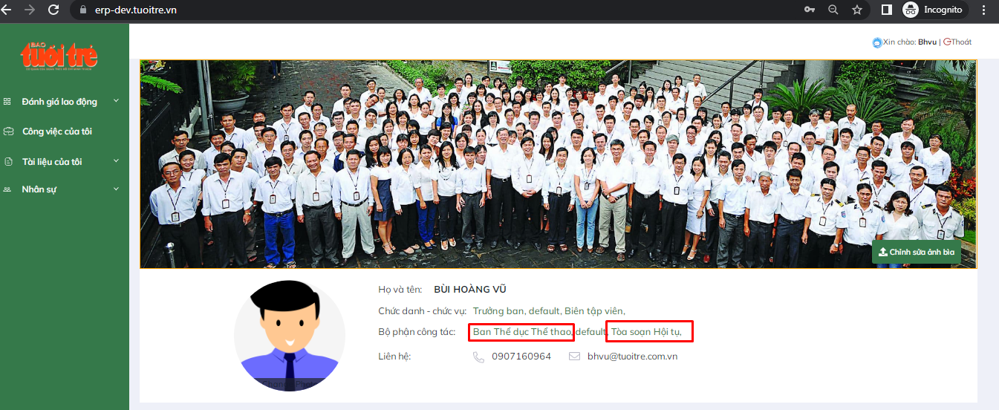 erp-dev.tuoitre.vn
Incognito
BÁO
tuổi trẻ
Xin chào: Bhvu | Thoát
Đánh giá lao động
Công việc của tôi
Tài liệu của tôi
Nhân sự
Chỉnh sửa ảnh bìa
Họ và tên: BÙI HOÀNG VŨ
Chức danh - chức vụ: Trưởng ban, default, Biên tập viên,
Bộ phận công tác: Ban Thể dục Thể thao, default, Tòa soạn Hội tụ,
Liên hệ: 0907160964 bhvu@tuoitre.com.vn